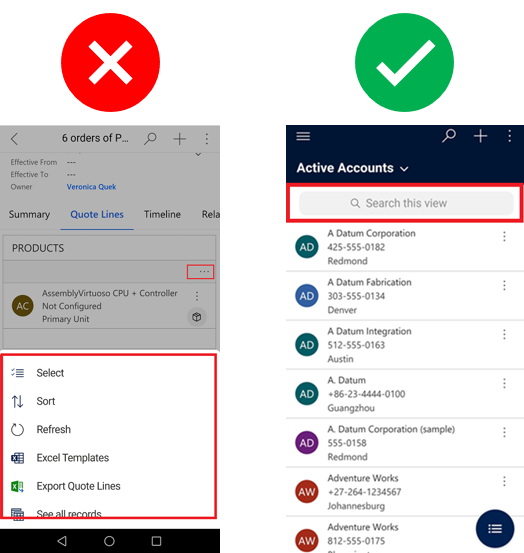 6 orders of P...
Effective From ---
Effective To ---
Owner Veronica Quek
Summary Quote Lines Timeline Rela
PRODUCTS
...
AC
AssemblyVirtuoso CPU + Controller
Not Configured
Primary Unit
Select
Sort
Refresh
Excel Templates
Export Quote Lines
See all records
Active Accounts
Search this view
AD
A Datum Corporation
425-555-0182
Redmond
AD
A Datum Fabrication
303-555-0134
Denver
AD
A Datum Integration
512-555-0163
Austin
AD
A. Datum
+86-23-4444-0100
Guangzhou
AD
A. Datum Corporation (sample)
555-0158
Redmond
AW
Adventure Works
+27-264-1234567
Johannesburg
AW
Adventure Works
812-555-0175